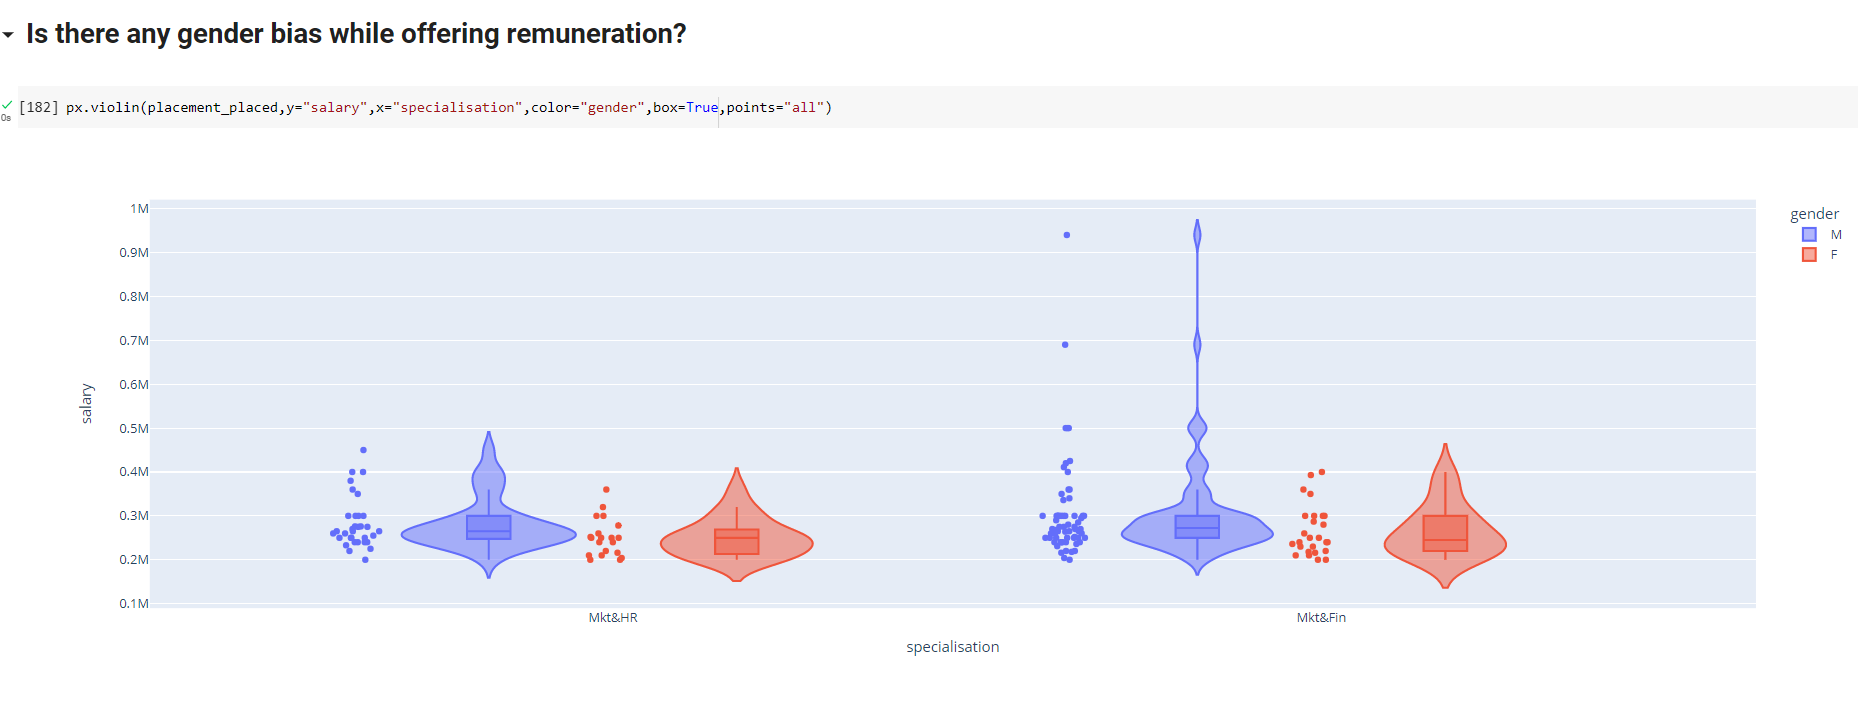 Is there any gender bias while offering remuneration?
[182] px.violin(placement_placed,y="salary",x="specialisation",color="gender",box=True,points="all")
0s
1M
0.9M
0.8M
0.7M
0.6M
0.5M
0.4M
0.3M
0.2M
0.1M
salary
Mkt&HR
Mkt&Fin
specialisation
gender
M
F